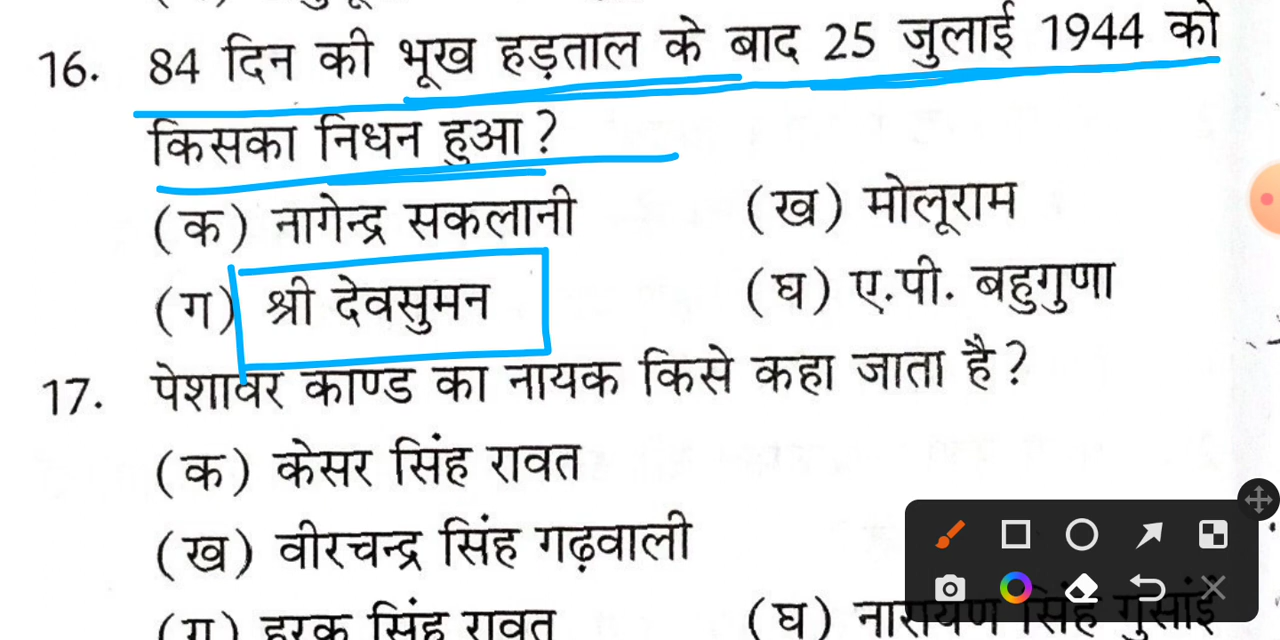 16. 84 दिन की भूख हड़ताल के बाद 25 जुलाई 1944 को
किसका निधन हुआ?
(क) नागेन्द्र सकलानी (ख) मोलूराम
(ग) श्री देवसुमन (घ) ए.पी. बहुगुणा
17. पेशावर काण्ड का नायक किसे कहा जाता है?
(क) केसर सिंह रावत
(ख) वीरचन्द्र सिंह गढ़वाली
(ग) हरक सिंह रावत (घ) नारायण सिंह गुसांई